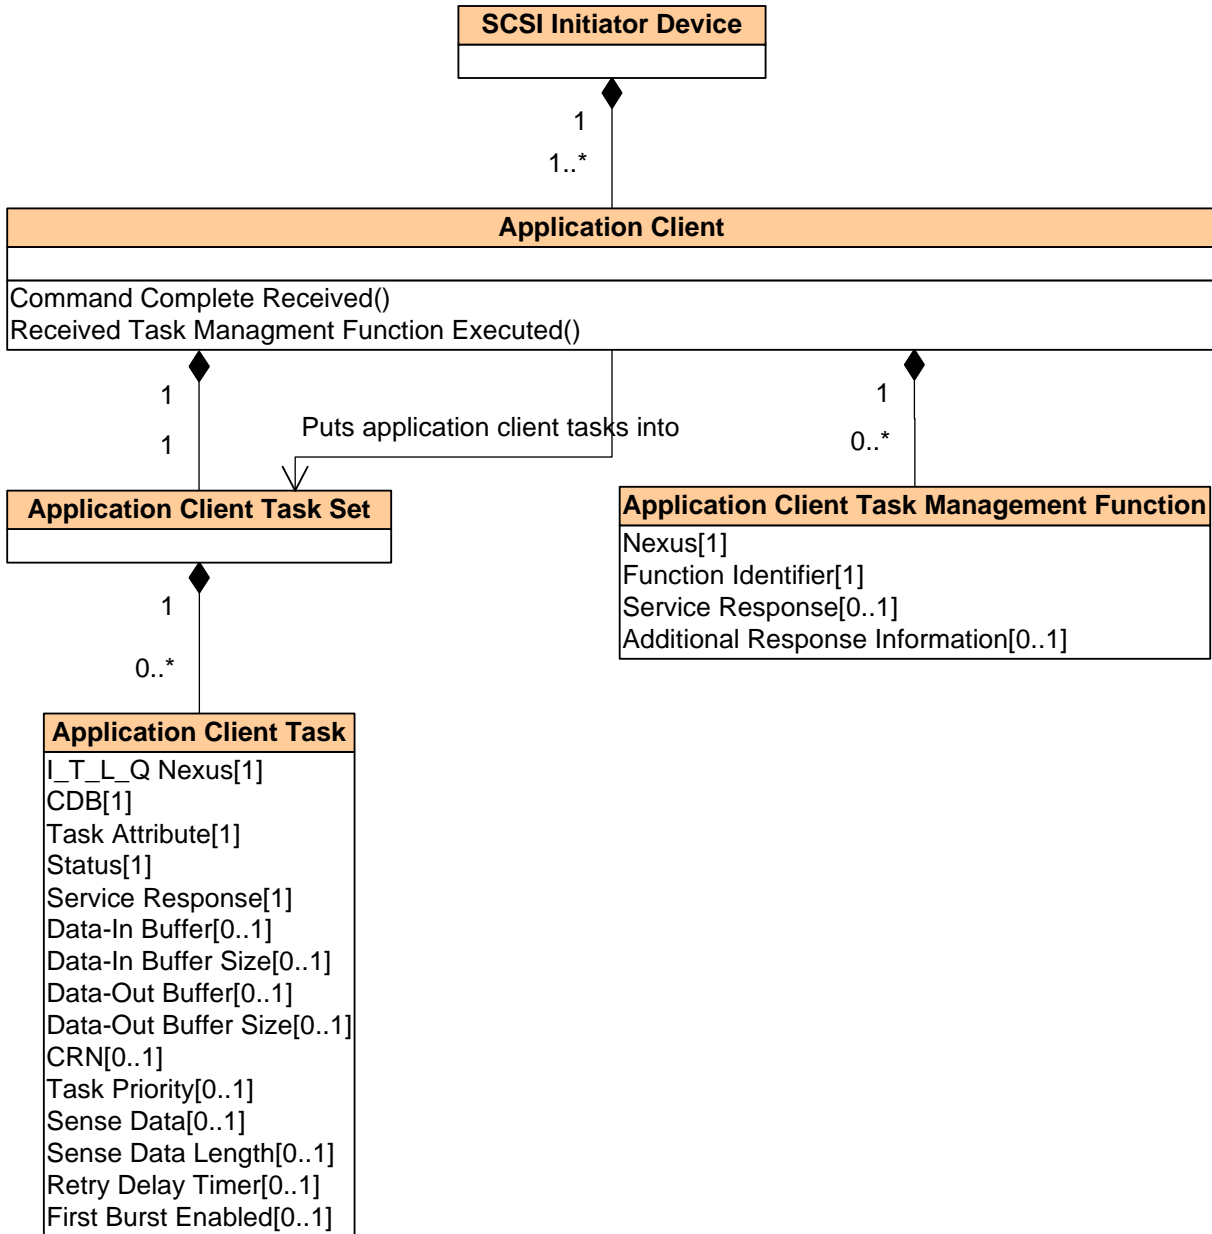 SCSI Initiator Device
1
1..*
Application Client
Command Complete Received()
Received Task Managment Function Executed()
1
1
Puts application client tasks into
1
0..*
Application Client Task Set
Application Client Task Management Function
Nexus[1]
Function Identifier[1]
Service Response[0..1]
Additional Response Information[0..1]
1
0..*
Application Client Task
I_T_L_Q Nexus[1]
CDB[1]
Task Attribute[1]
Status[1]
Service Response[1]
Data-In Buffer[0..1]
Data-In Buffer Size[0..1]
Data-Out Buffer[0..1]
Data-Out Buffer Size[0..1]
CRN[0..1]
Task Priority[0..1]
Sense Data[0..1]
Sense Data Length[0..1]
Retry Delay Timer[0..1]
First Burst Enabled[0..1]